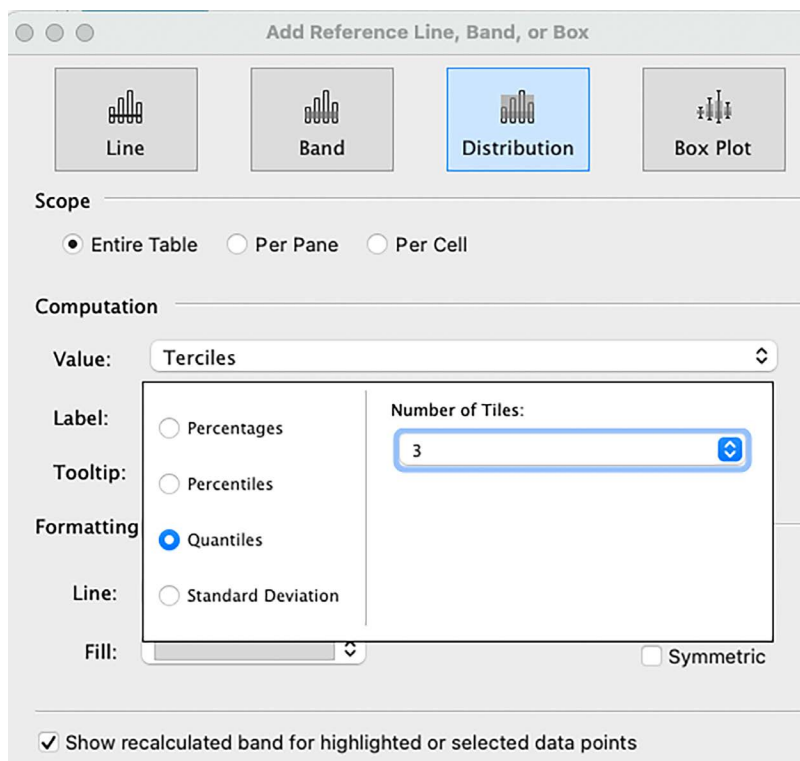 Add Reference Line, Band, or Box
Line Band Distribution Box Plot
Scope
Entire Table Per Pane Per Cell
Computation
Value: Terciles
Label:
Number of Tiles:
Percentages
3
Tooltip:
Percentiles
Formatting
Quantiles
Line:
Standard Deviation
Fill:
Symmetric
Show recalculated band for highlighted or selected data points